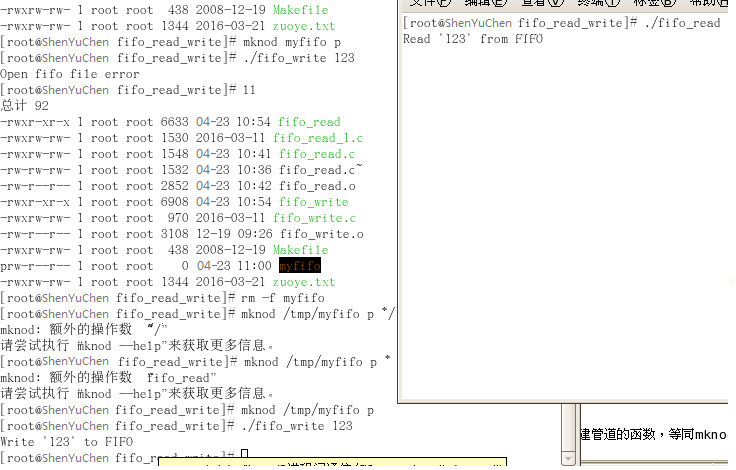 -rwxrw-rw- 1 root root  438 2008-12-19 Makefile
-rwxrw-rw- 1 root root 1344 2016-03-21 zuoye.txt
[root@ShenYuChen fifo_read_write]# mknod myfifo p
[root@ShenYuChen fifo_read_write]# ./fifo_write 123
Open fifo file error
[root@ShenYuChen fifo_read_write]# ll
总计 92
-rwxr-xr-x 1 root root 6633 04-23 10:54 fifo_read
-rwxrw-rw- 1 root root 1530 2016-03-11 fifo_read_1.c
-rwxrw-rw- 1 root root 1548 04-23 10:41 fifo_read.c
-rw-rw-rw- 1 root root 1532 04-23 10:36 fifo_read.c~
-rw-r--r-- 1 root root 2852 04-23 10:42 fifo_read.o
-rwxr-xr-x 1 root root 6908 04-23 10:54 fifo_write
-rwxrw-rw- 1 root root  970 2016-03-11 fifo_write.c
-rw-r--r-- 1 root root 3108 12-19 09:26 fifo_write.o
-rwxrw-rw- 1 root root  438 2008-12-19 Makefile
prw-r--r-- 1 root root    0 04-23 11:00 myfifo
-rwxrw-rw- 1 root root 1344 2016-03-21 zuoye.txt
[root@ShenYuChen fifo_read_write]# rm -f myfifo
[root@ShenYuChen fifo_read_write]# mknod /tmp/myfifo p */
mknod: 额外的操作数 “*/”
请尝试执行“mknod --help”来获取更多信息。
[root@ShenYuChen fifo_read_write]# mknod /tmp/myfifo p *
mknod: 额外的操作数 “fifo_read”
请尝试执行“mknod --help”来获取更多信息。
[root@ShenYuChen fifo_read_write]# mknod /tmp/myfifo p
[root@ShenYuChen fifo_read_write]# ./fifo_write 123
Write '123' to FIFO
[root@ShenYuChen fifo_read_write]#
文件(F) 编辑(E) 查看(V) 终端(T) 标签(B) 帮助(H)
[root@ShenYuChen fifo_read_write]# ./fifo_read
Read '123' from FIFO
建管道的函数，等同mknod